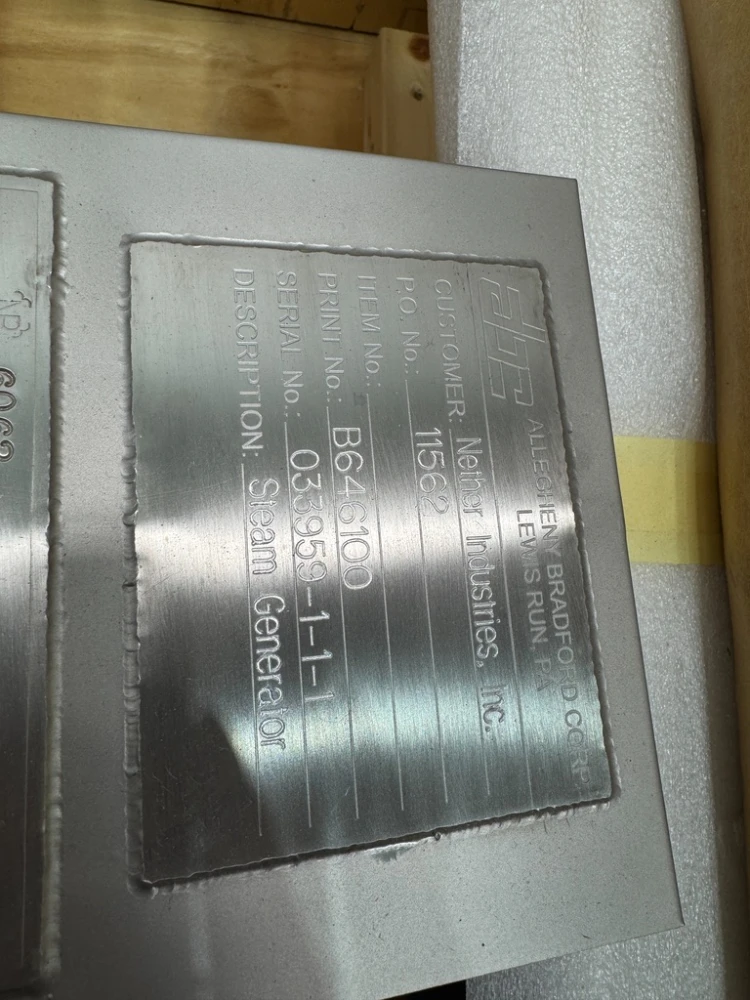 abc
ALLEGHENY BRADFORD CORP.
LEWIS RUN, PA
CUSTOMER: Nether Industries, Inc.
P.O. No.: 11562
ITEM No.:
PRINT No.: B646100
SERIAL No.: 033959-1-1-1
DESCRIPTION: Steam Generator